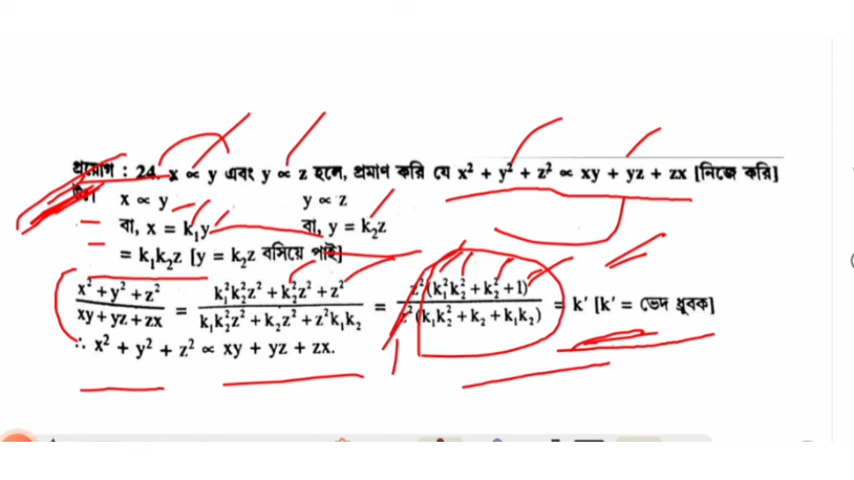 প্রয়োগ : 24. x ∝ y এবং y ∝ z হলে, প্রমাণ করি যে x² + y² + z² ∝ xy + yz + zx [নিজে করি]
x ∝ y y ∝ z
বা, x = k₁y বা, y = k₂z
= k₁k₂z [y = k₂z বসিয়ে পাই]
(x² + y² + z²)/(xy + yz + zx) = (k₁²k₂²z² + k₂²z² + z²)/(k₁k₂²z² + k₂z² + z²k₁k₂) = z²(k₁²k₂² + k₂² + 1)/z²(k₁k₂² + k₂ + k₁k₂) = k′ [k′ = ভেদ ধ্রুবক]
∴ x² + y² + z² ∝ xy + yz + zx.